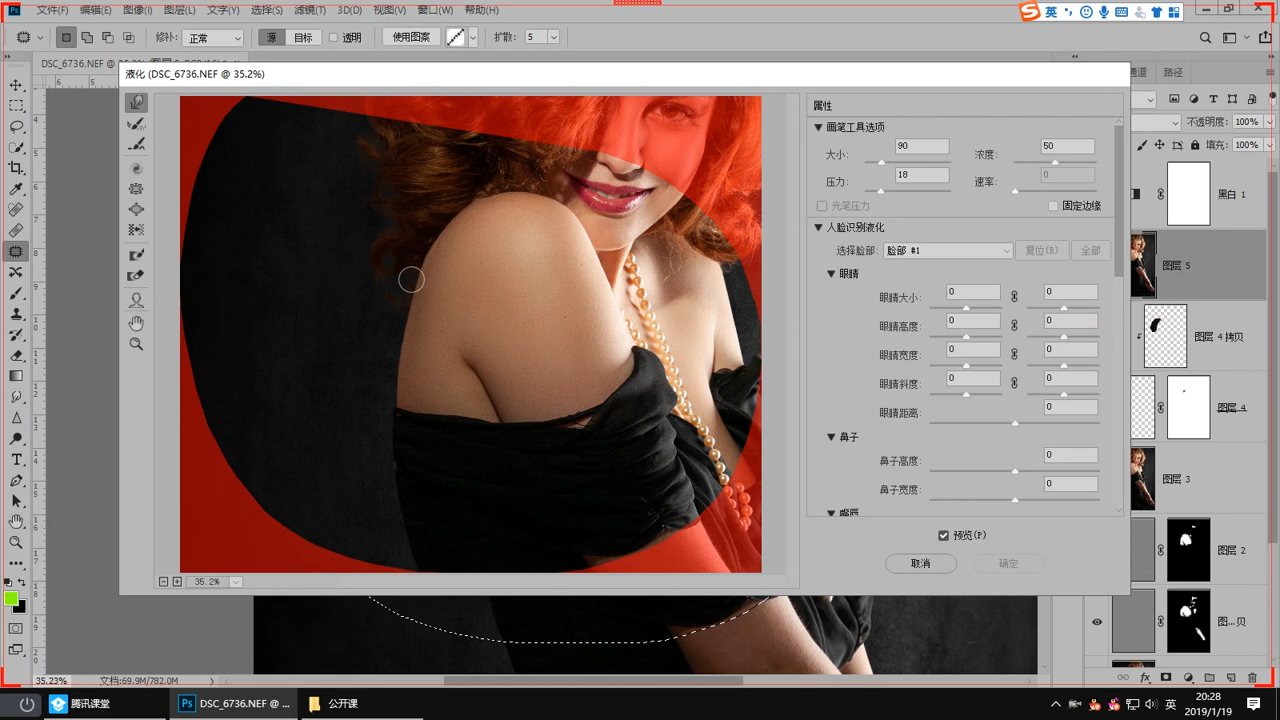 文件(F) 编辑(E) 图像(I) 图层(L) 文字(Y) 选择(S) 滤镜(T) 3D(D) 视图(V) 窗口(W) 帮助(H)
Ps
英
修补: 正常 源 目标 透明 使用图案 扩散: 5
DSC_6736.NEF @
液化 (DSC_6736.NEF @ 35.2%)
通道 路径
属性
画笔工具选项
大小: 90 浓度: 50
压力: 18 速率: 0
光笔压力 固定边缘
人脸识别液化
选择脸部: 脸部 #1 复位(R) 全部
眼睛
眼睛大小: 0 0
眼睛高度: 0 0
眼睛宽度: 0 0
眼睛斜度: 0 0
眼睛距离: 0
鼻子
鼻子高度: 0
鼻子宽度: 0
嘴唇
预览(P)
取消 确定
35.2%
不透明度: 100%
填充: 100%
黑白 1
图层 5
图层 4 拷贝
图层 4
图层 3
图层 2
图...贝
35.23% 文档:69.9M/782.0M
腾讯课堂
Ps DSC_6736.NEF @ ...
公开课
英
20:28
2019/1/19